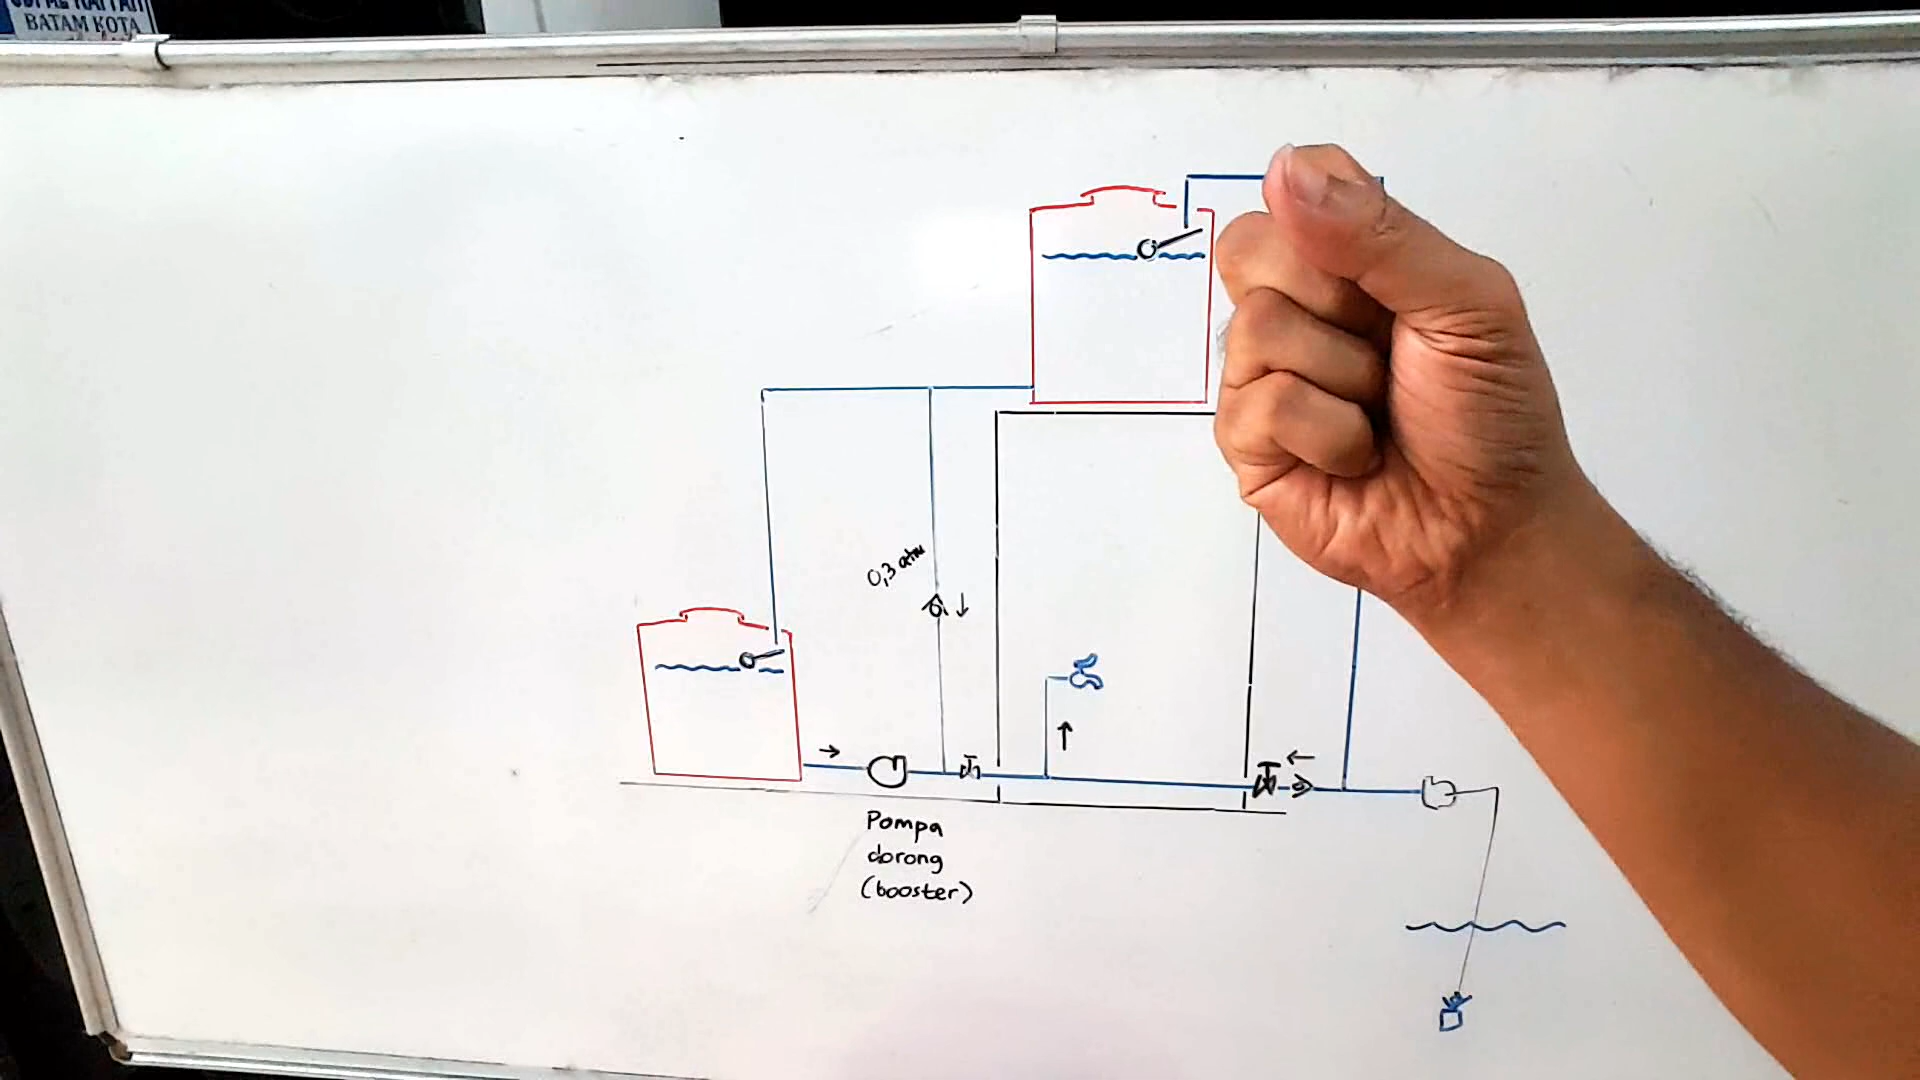 BATAM KOTA
0,3 atm
Pompa
dorong
(booster)